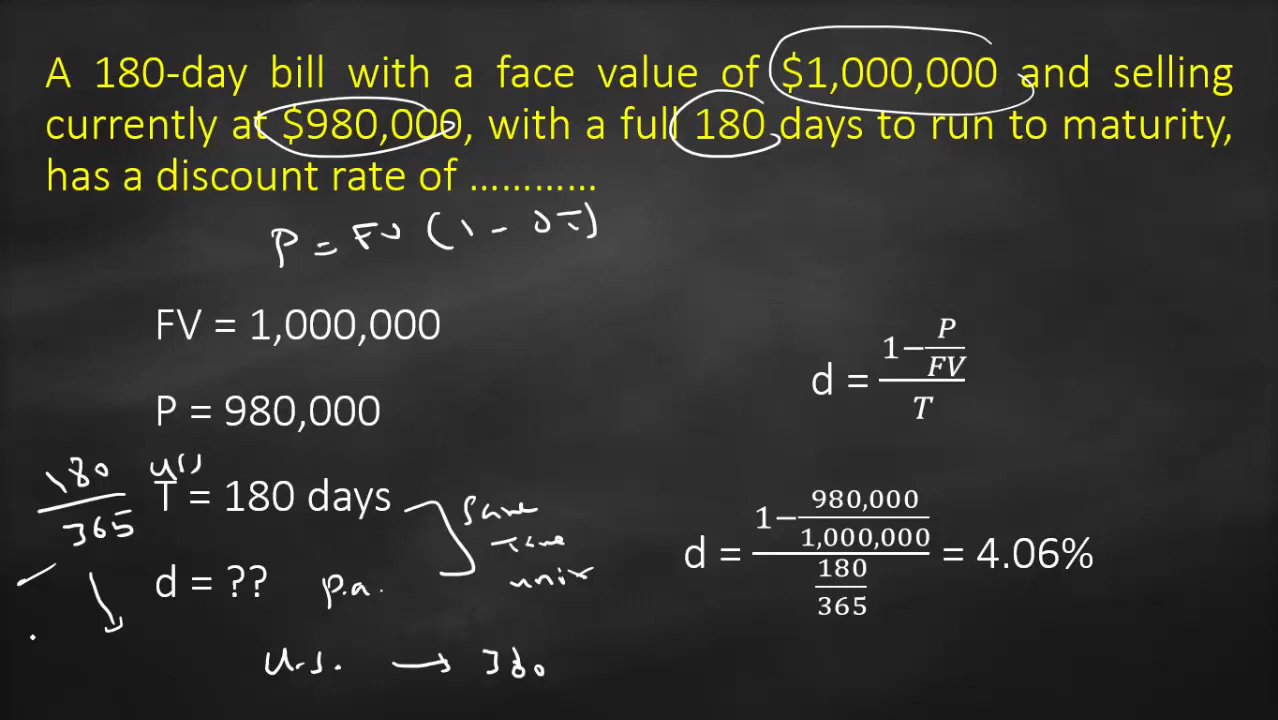 A 180-day bill with a face value of $1,000,000 and selling
currently at $980,000, with a full 180 days to run to maturity,
has a discount rate of ............
P = FV (1 - dT)
FV = 1,000,000
P = 980,000
180
365
T = 180 days
same
time
unit
d = ??
p.a.
U.S. → 360
d = (1−P/FV)/T
d = (1−980,000/1,000,000)/(180/365) = 4.06%